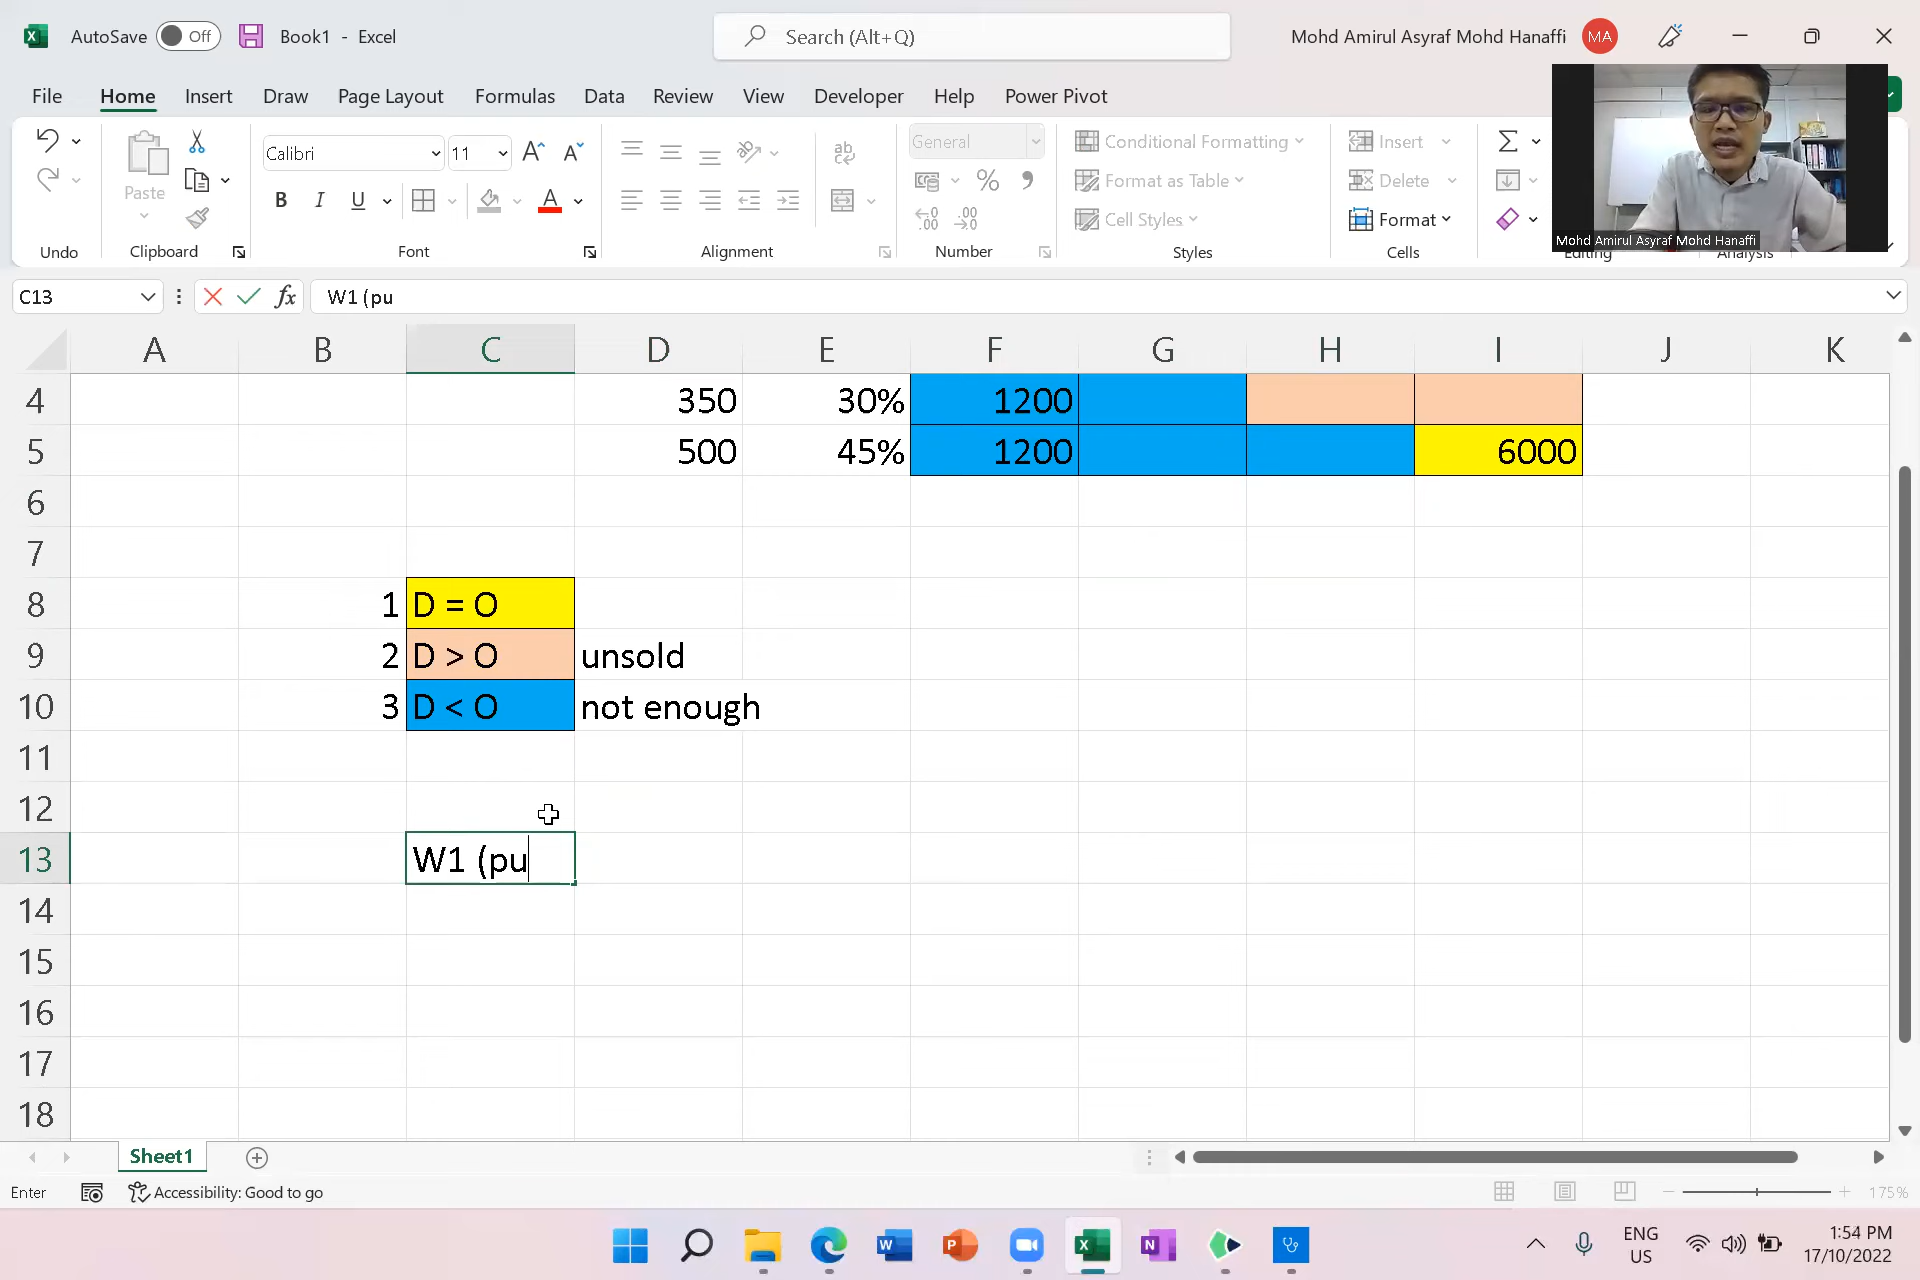 AutoSave Off Book1 - Excel Search (Alt+Q) Mohd Amirul Asyraf Mohd Hanaffi MA
File Home Insert Draw Page Layout Formulas Data Review View Developer Help Power Pivot
Calibri 11 General Conditional Formatting Insert
Paste Format as Table Delete
B I U Cell Styles Format
Mohd Amirul Asyraf Mohd Hanaffi
Undo Clipboard Font Alignment Number Styles Cells Editing Analysis
C13 fx W1 (pu
A B C D E F G H I J K
4 350 30% 1200
5 500 45% 1200 6000
6
7
8 1 D = O
9 2 D > O unsold
10 3 D < O not enough
11
12
13 W1 (pu
14
15
16
17
18
Sheet1
Enter Accessibility: Good to go 175%
ENG 1:54 PM
US 17/10/2022